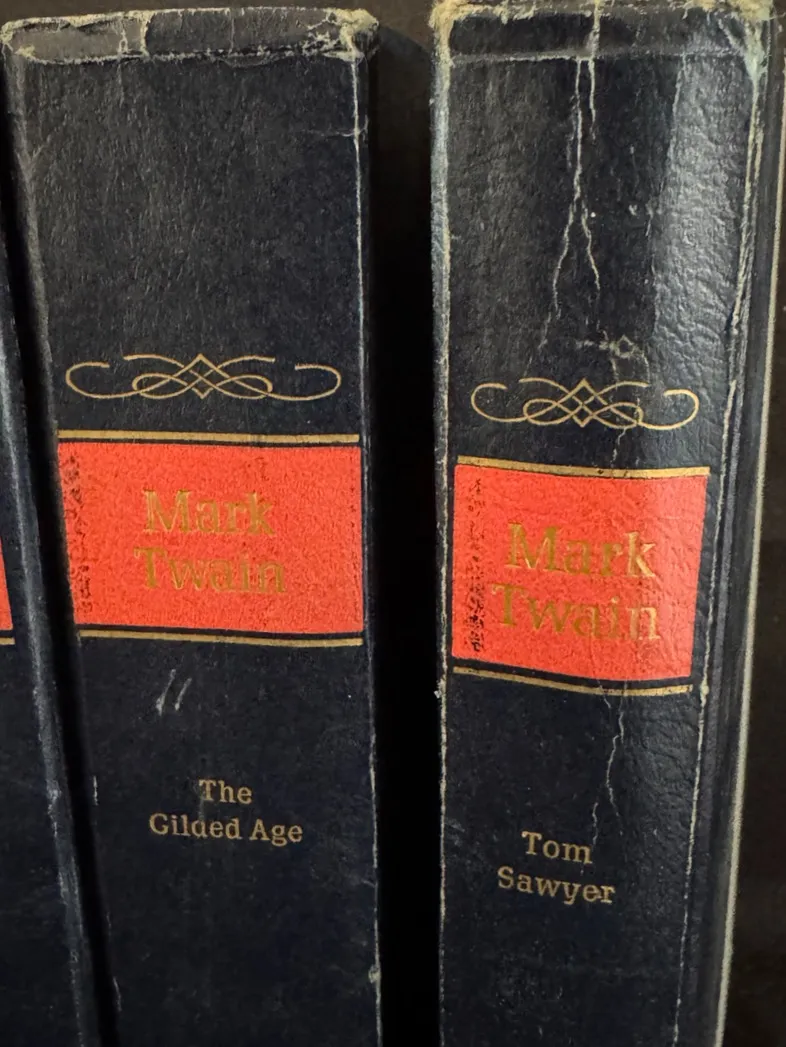 Mark
Twain
The
Gilded Age
Mark
Twain
Tom
Sawyer